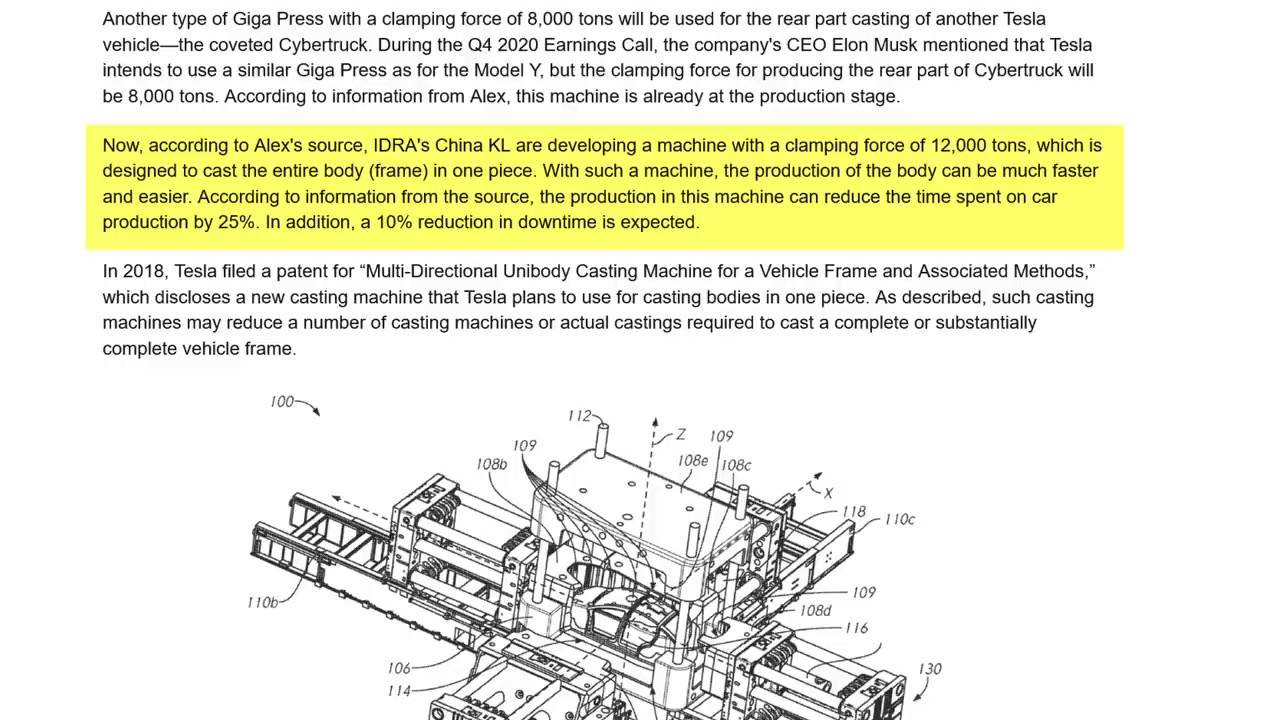 Another type of Giga Press with a clamping force of 8,000 tons will be used for the rear part casting of another Tesla
vehicle—the coveted Cybertruck. During the Q4 2020 Earnings Call, the company's CEO Elon Musk mentioned that Tesla
intends to use a similar Giga Press as for the Model Y, but the clamping force for producing the rear part of Cybertruck will
be 8,000 tons. According to information from Alex, this machine is already at the production stage.
Now, according to Alex's source, IDRA's China KL are developing a machine with a clamping force of 12,000 tons, which is
designed to cast the entire body (frame) in one piece. With such a machine, the production of the body can be much faster
and easier. According to information from the source, the production in this machine can reduce the time spent on car
production by 25%. In addition, a 10% reduction in downtime is expected.
In 2018, Tesla filed a patent for “Multi-Directional Unibody Casting Machine for a Vehicle Frame and Associated Methods,”
which discloses a new casting machine that Tesla plans to use for casting bodies in one piece. As described, such casting
machines may reduce a number of casting machines or actual castings required to cast a complete or substantially
complete vehicle frame.
100
112
Z
109
109
108b
108e
108c
X
118
110c
110b
109
108d
116
106
114
130